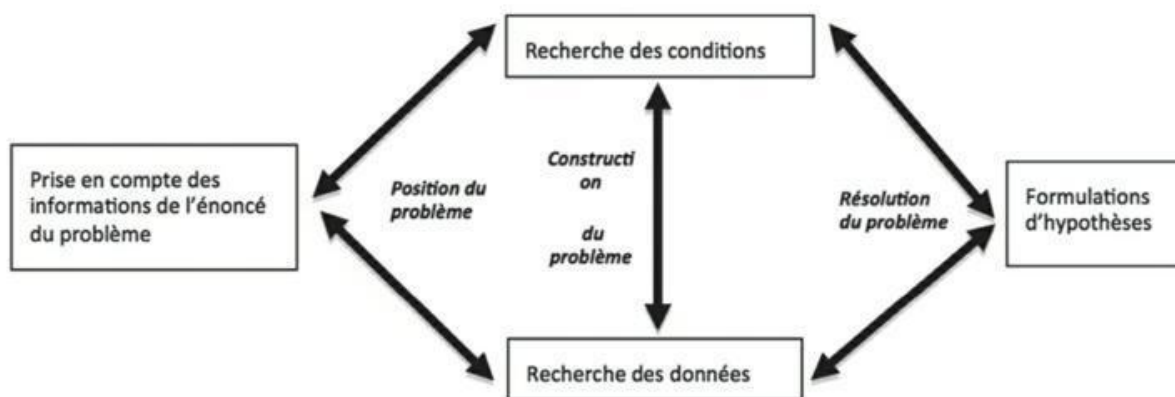 Recherche des conditions
Prise en compte des
informations de l’énoncé
du problème
Position du
problème
Constructi
on
du
problème
Résolution
du problème
Formulations
d’hypothèses
Recherche des données